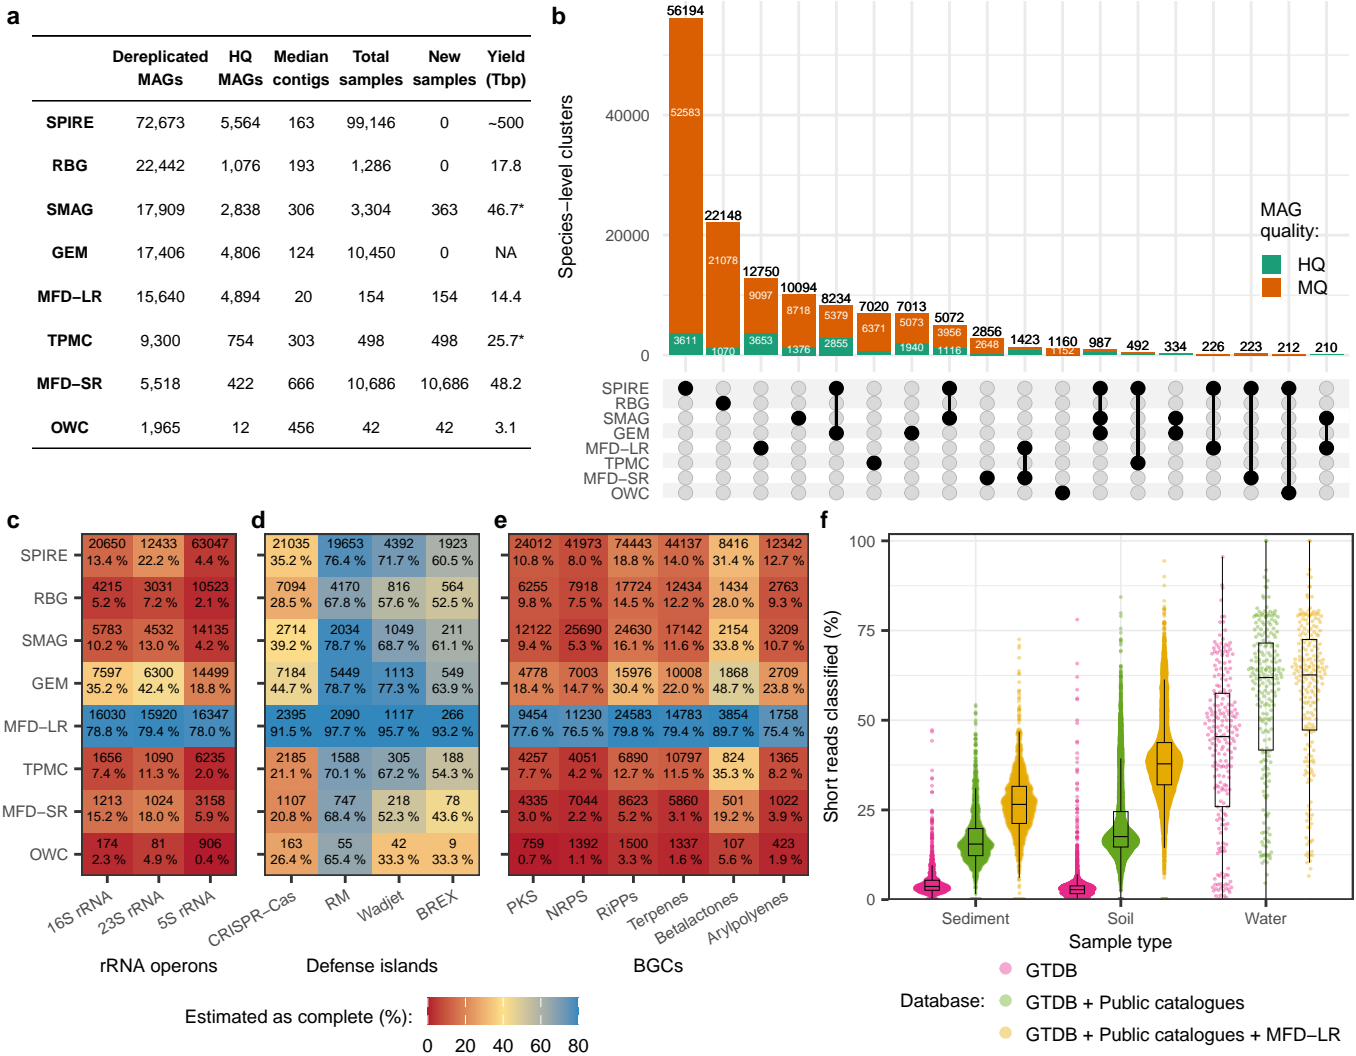 a
Dereplicated MAGs HQ MAGs Median contigs Total samples New samples Yield (Tbp)
SPIRE 72,673 5,564 163 99,146 0 ~500
RBG 22,442 1,076 193 1,286 0 17.8
SMAG 17,909 2,838 306 3,304 363 46.7*
GEM 17,406 4,806 124 10,450 0 NA
MFD−LR 15,640 4,894 20 154 154 14.4
TPMC 9,300 754 303 498 498 25.7*
MFD−SR 5,518 422 666 10,686 10,686 48.2
OWC 1,965 12 456 42 42 3.1
b
Species−level clusters
40000
20000
0
56194 22148 12750 10094 8234 7020 7013 5072 2856 1423 1160 987 492 334 226 223 212 210
52583 21078 9097 8718 5379 6371 5073 3956 2648 1152
3611 1070 3653 1376 2855 1940 1116
MAG quality:
HQ
MQ
SPIRE
RBG
SMAG
GEM
MFD−LR
TPMC
MFD−SR
OWC
c
SPIRE
RBG
SMAG
GEM
MFD−LR
TPMC
MFD−SR
OWC
20650 12433 63047
13.4 % 22.2 % 4.4 %
4215 3031 10523
5.2 % 7.2 % 2.1 %
5783 4532 14135
10.2 % 13.0 % 4.2 %
7597 6300 14499
35.2 % 42.4 % 18.8 %
16030 15920 16347
78.8 % 79.4 % 78.0 %
1656 1090 6235
7.4 % 11.3 % 2.0 %
1213 1024 3158
15.2 % 18.0 % 5.9 %
174 81 906
2.3 % 4.9 % 0.4 %
16S rRNA 23S rRNA 5S rRNA
rRNA operons
d
21035 19653 4392 1923
35.2 % 76.4 % 71.7 % 60.5 %
7094 4170 816 564
28.5 % 67.8 % 57.6 % 52.5 %
2714 2034 1049 211
39.2 % 78.7 % 68.7 % 61.1 %
7184 5449 1113 549
44.7 % 78.7 % 77.3 % 63.9 %
2395 2090 1117 266
91.5 % 97.7 % 95.7 % 93.2 %
2185 1588 305 188
21.1 % 70.1 % 67.2 % 54.3 %
1107 747 218 78
20.8 % 68.4 % 52.3 % 43.6 %
163 55 42 9
26.4 % 65.4 % 33.3 % 33.3 %
CRISPR−Cas RM Wadjet BREX
Defense islands
e
24012 41973 74443 44137 8416 12342
10.8 % 8.0 % 18.8 % 14.0 % 31.4 % 12.7 %
6255 7918 17724 12434 1434 2763
9.8 % 7.5 % 14.5 % 12.2 % 28.0 % 9.3 %
12122 25690 24630 17142 2154 3209
9.4 % 5.3 % 16.1 % 11.6 % 33.8 % 10.7 %
4778 7003 15976 10008 1868 2709
18.4 % 14.7 % 30.4 % 22.0 % 48.7 % 23.8 %
9454 11230 24583 14783 3854 1758
77.6 % 76.5 % 79.8 % 79.4 % 89.7 % 75.4 %
4257 4051 6890 10797 824 1365
7.7 % 4.2 % 12.7 % 11.5 % 35.3 % 8.2 %
4335 7044 8623 5860 501 1022
3.0 % 2.2 % 5.2 % 3.1 % 19.2 % 3.9 %
759 1392 1500 1337 107 423
0.7 % 1.1 % 3.3 % 1.6 % 5.6 % 1.9 %
PKS NRPS RiPPs Terpenes Betalactones Arylpolyenes
BGCs
Estimated as complete (%):
0 20 40 60 80
f
Short reads classified (%)
100
75
50
25
0
Sediment Soil Water
Sample type
Database:
GTDB
GTDB + Public catalogues
GTDB + Public catalogues + MFD−LR